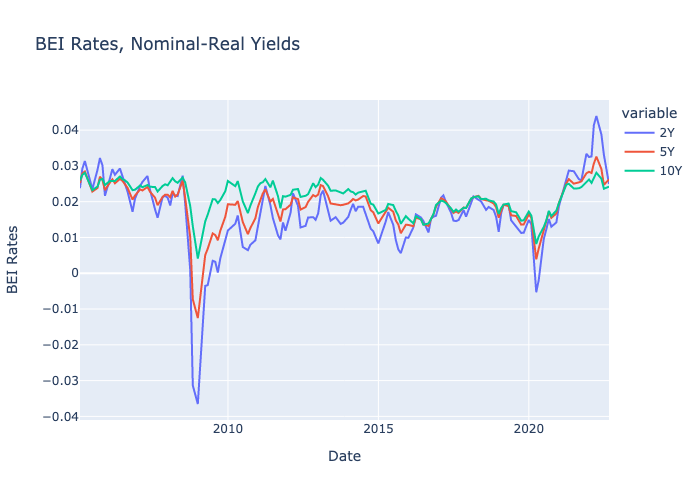 BEI Rates, Nominal-Real Yields
variable
2Y
5Y
10Y
BEI Rates
0.04
0.03
0.02
0.01
0
−0.01
−0.02
−0.03
−0.04
2010
2015
2020
Date